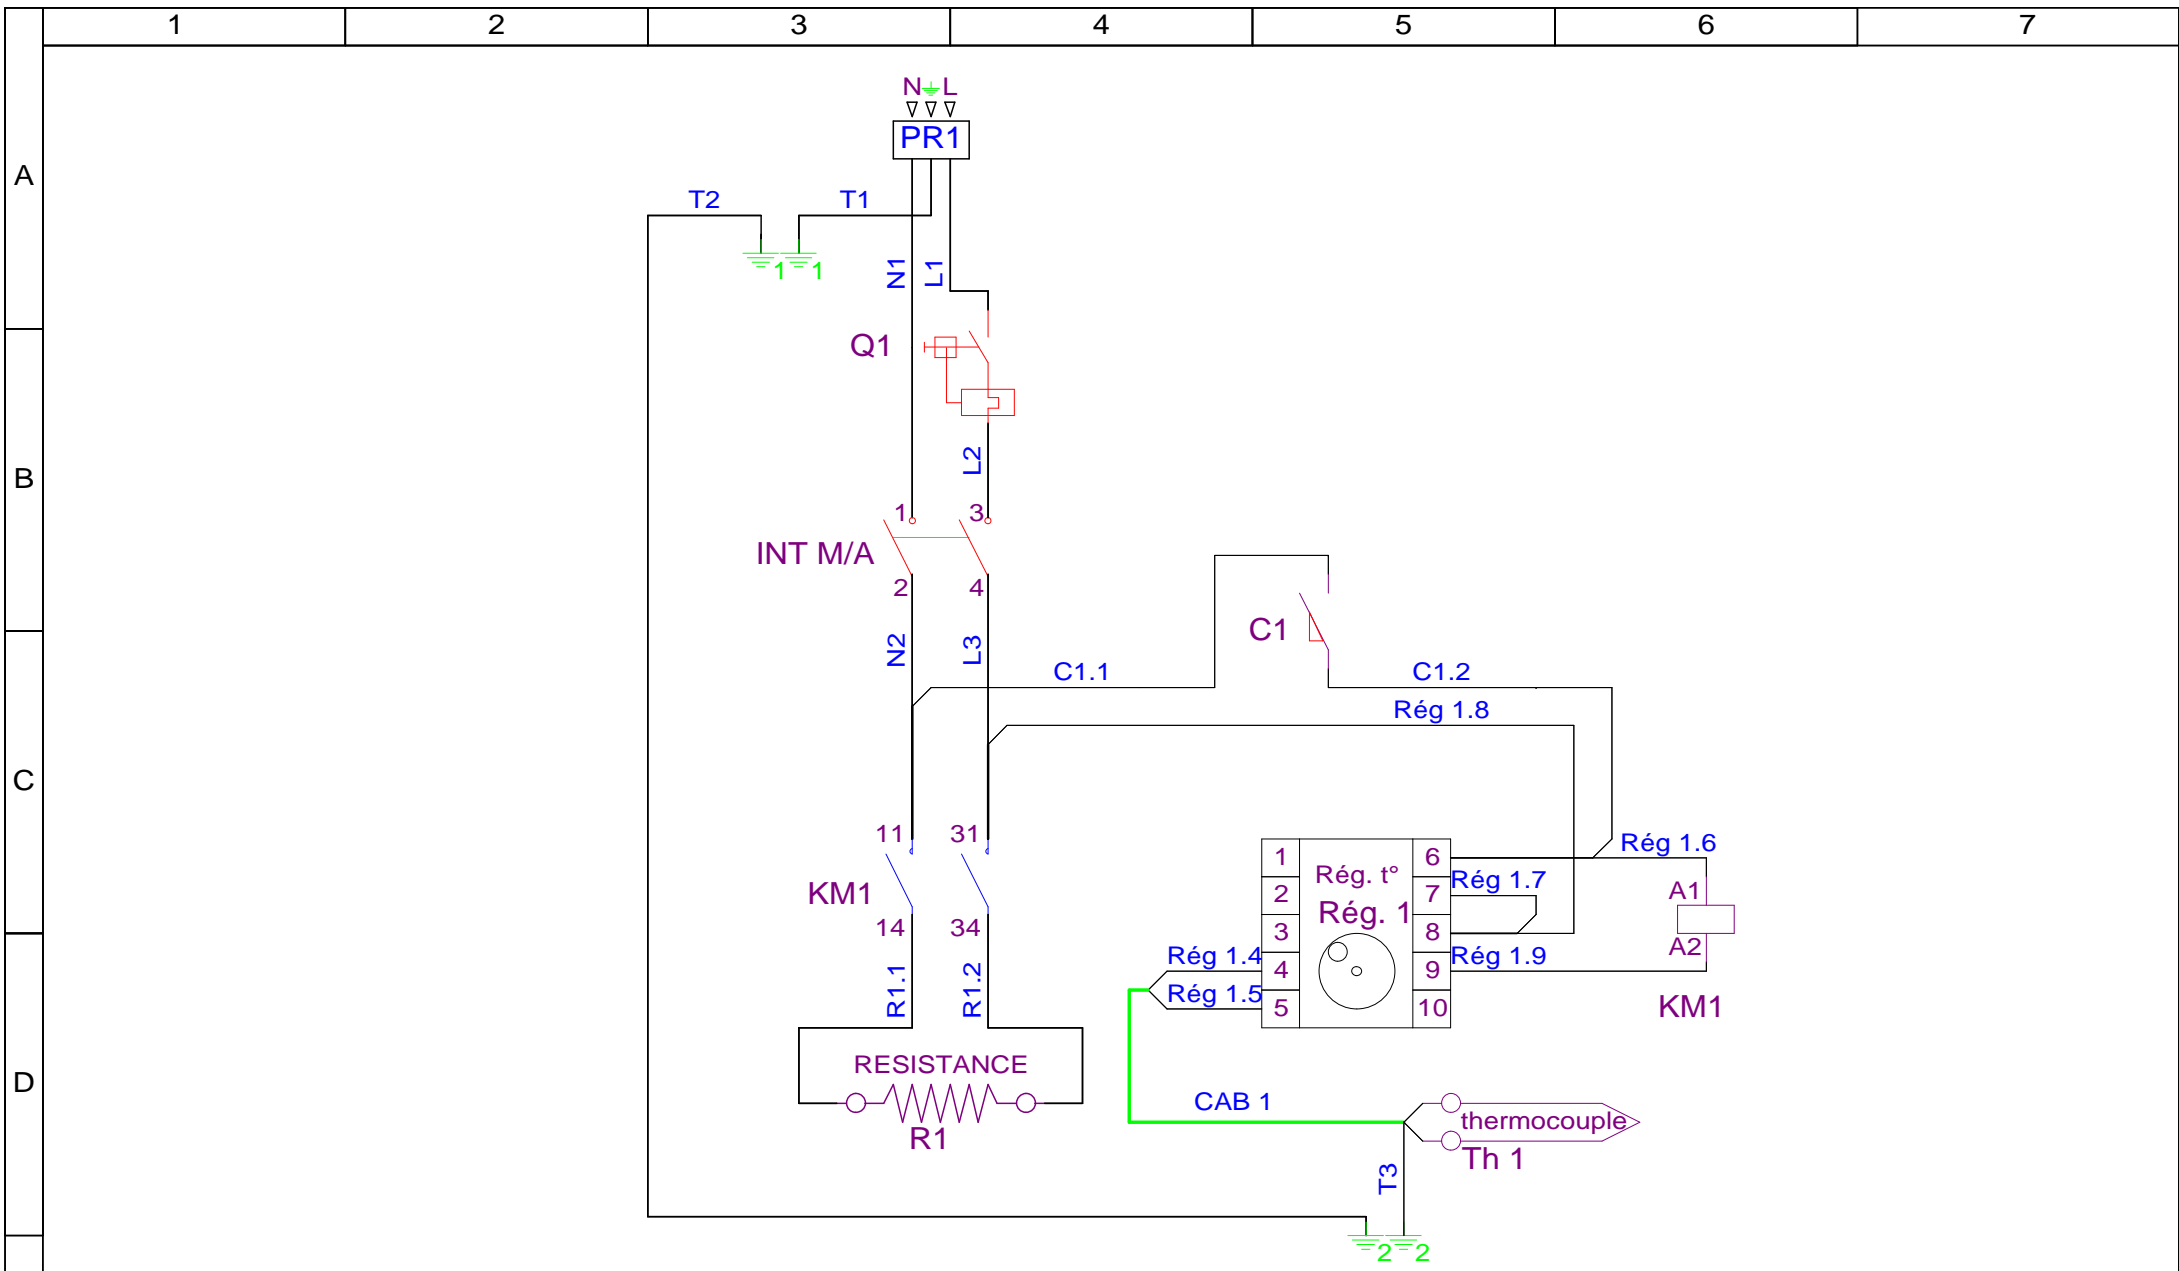 1 2 3 4 5 6 7
N L
PR1
A
T2 T1
1 1
N1 L1
Q1
L2
B
1 3
INT M/A
2 4
C1
N2 L3
C1.1 C1.2
Rég 1.8
C
11 31
KM1
14 34
1 6
2 7
3 8
4 9
5 10
Rég. t°
Rég. 1
Rég 1.6
Rég 1.7
A1
A2
Rég 1.4
Rég 1.9
Rég 1.5
KM1
R1.1 R1.2
RESISTANCE
R1
D
CAB 1
thermocouple
Th 1
T3
2 2